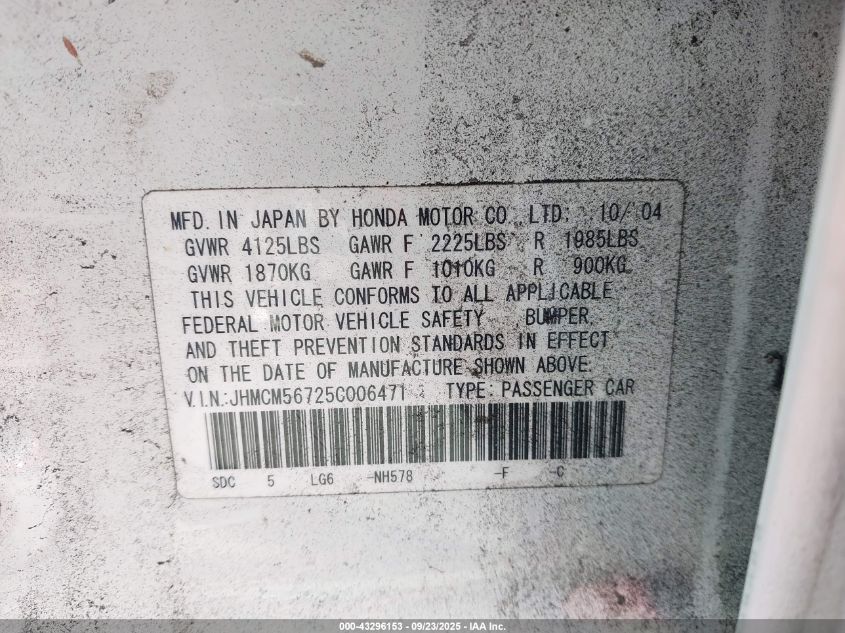 MFD. IN JAPAN BY HONDA MOTOR CO., LTD: 10/ 04
GVWR 4125LBS GAWR F 2225LBS R 1985LBS
GVWR 1870KG GAWR F 1010KG R 900KG
THIS VEHICLE CONFORMS TO ALL APPLICABLE
FEDERAL MOTOR VEHICLE SAFETY BUMPER
AND THEFT PREVENTION STANDARDS IN EFFECT
ON THE DATE OF MANUFACTURE SHOWN ABOVE.
V.I.N.:JHMCM56725C006471 TYPE: PASSENGER CAR
SDC 5 LG6 -NH578 -F -C
000-43296153 - 09/23/2025 - IAA Inc.